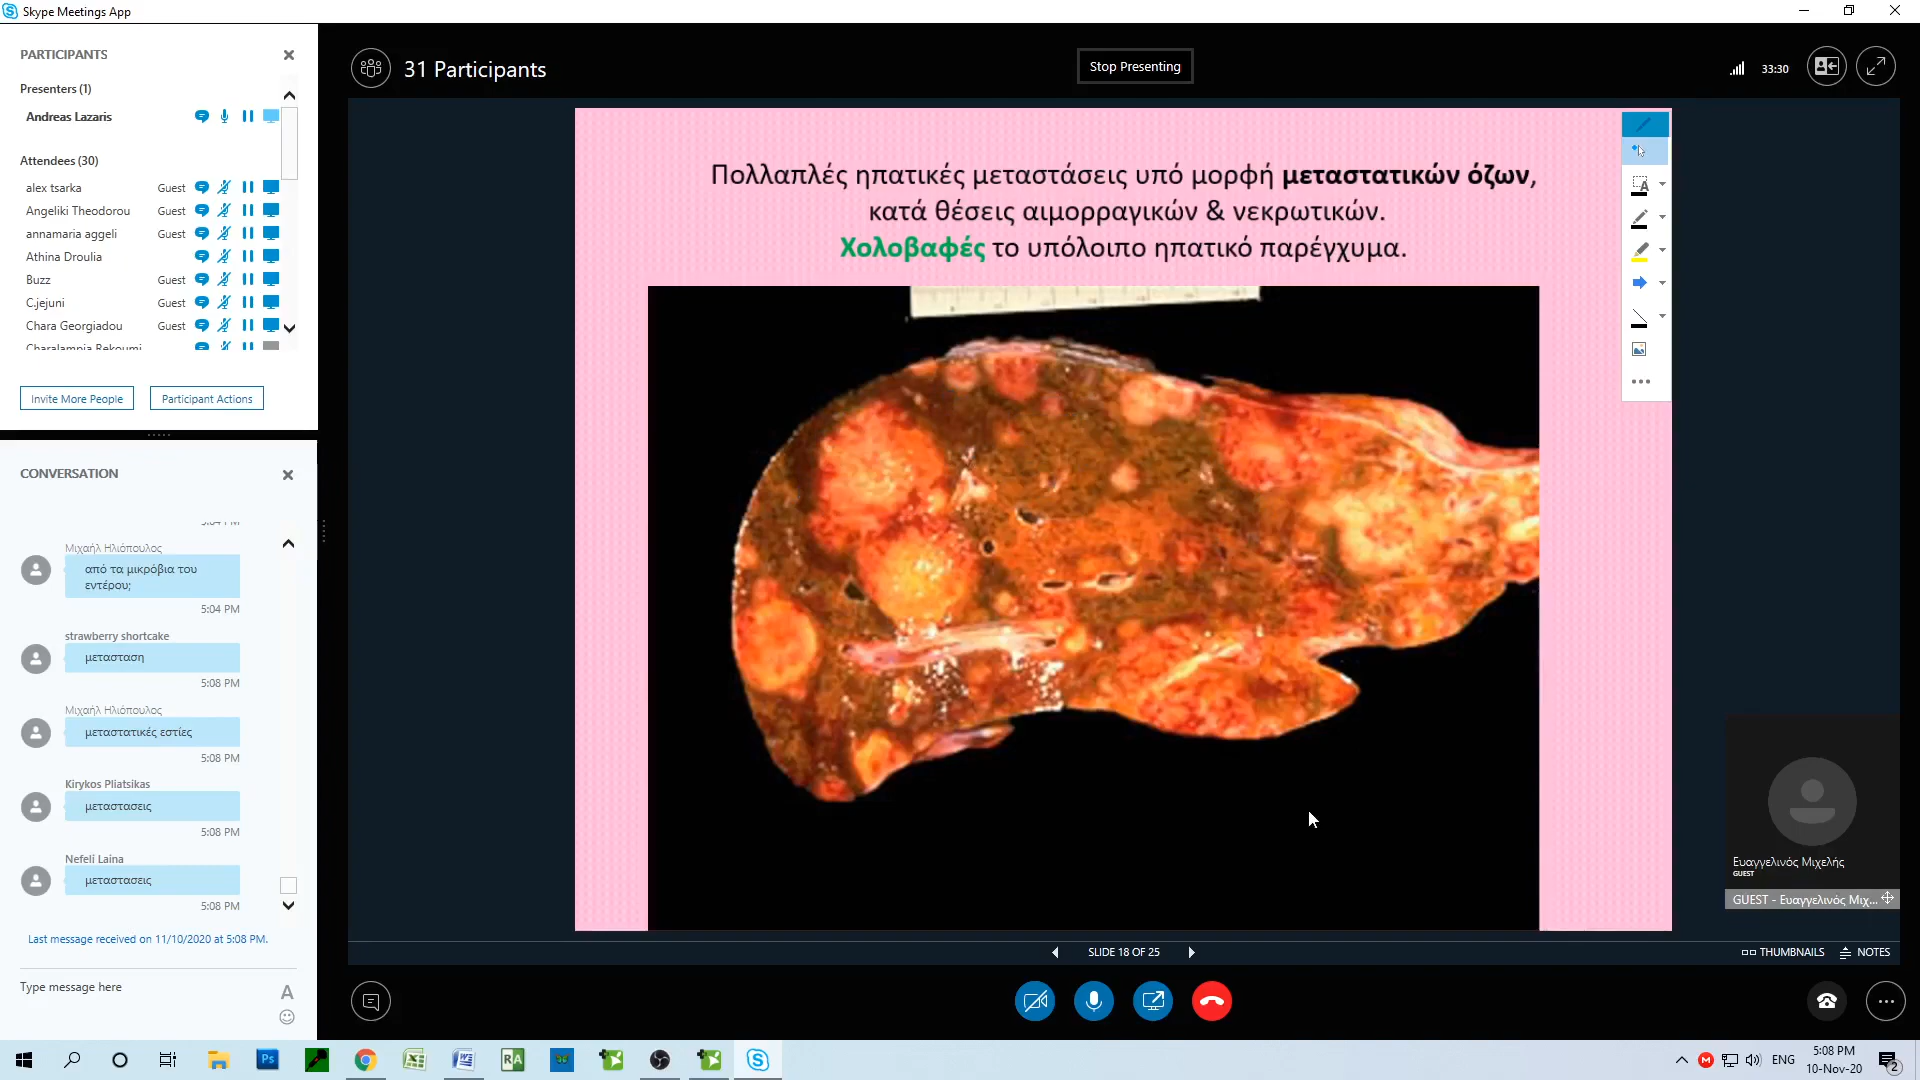 Skype Meetings App
PARTICIPANTS
Presenters (1)
Andreas Lazaris
Attendees (30)
alex tsarka Guest
Angeliki Theodorou Guest
annamaria aggeli Guest
Athina Droulia
Buzz Guest
C.jejuni Guest
Chara Georgiadou Guest
Charalampia Rekoumi
Invite More People
Participant Actions
CONVERSATION
Μιχαήλ Ηλιόπουλος
από τα μικρόβια του
εντέρου;
5:04 PM
strawberry shortcake
μετασταση
5:08 PM
Μιχαήλ Ηλιόπουλος
μεταστατικές εστίες
5:08 PM
Kirykos Pliatsikas
μεταστασεις
5:08 PM
Nefeli Laina
μεταστασεις
5:08 PM
Last message received on 11/10/2020 at 5:08 PM.
Type message here
31 Participants
Stop Presenting
33:30
Πολλαπλές ηπατικές μεταστάσεις υπό μορφή μεταστατικών όζων,
κατά θέσεις αιμορραγικών & νεκρωτικών.
Χολοβαφές το υπόλοιπο ηπατικό παρέγχυμα.
Ευαγγελινός Μιχελής
GUEST
GUEST - Ευαγγελινός Μιχ...
SLIDE 18 OF 25
THUMBNAILS
NOTES
ENG
5:08 PM
10-Nov-20
2